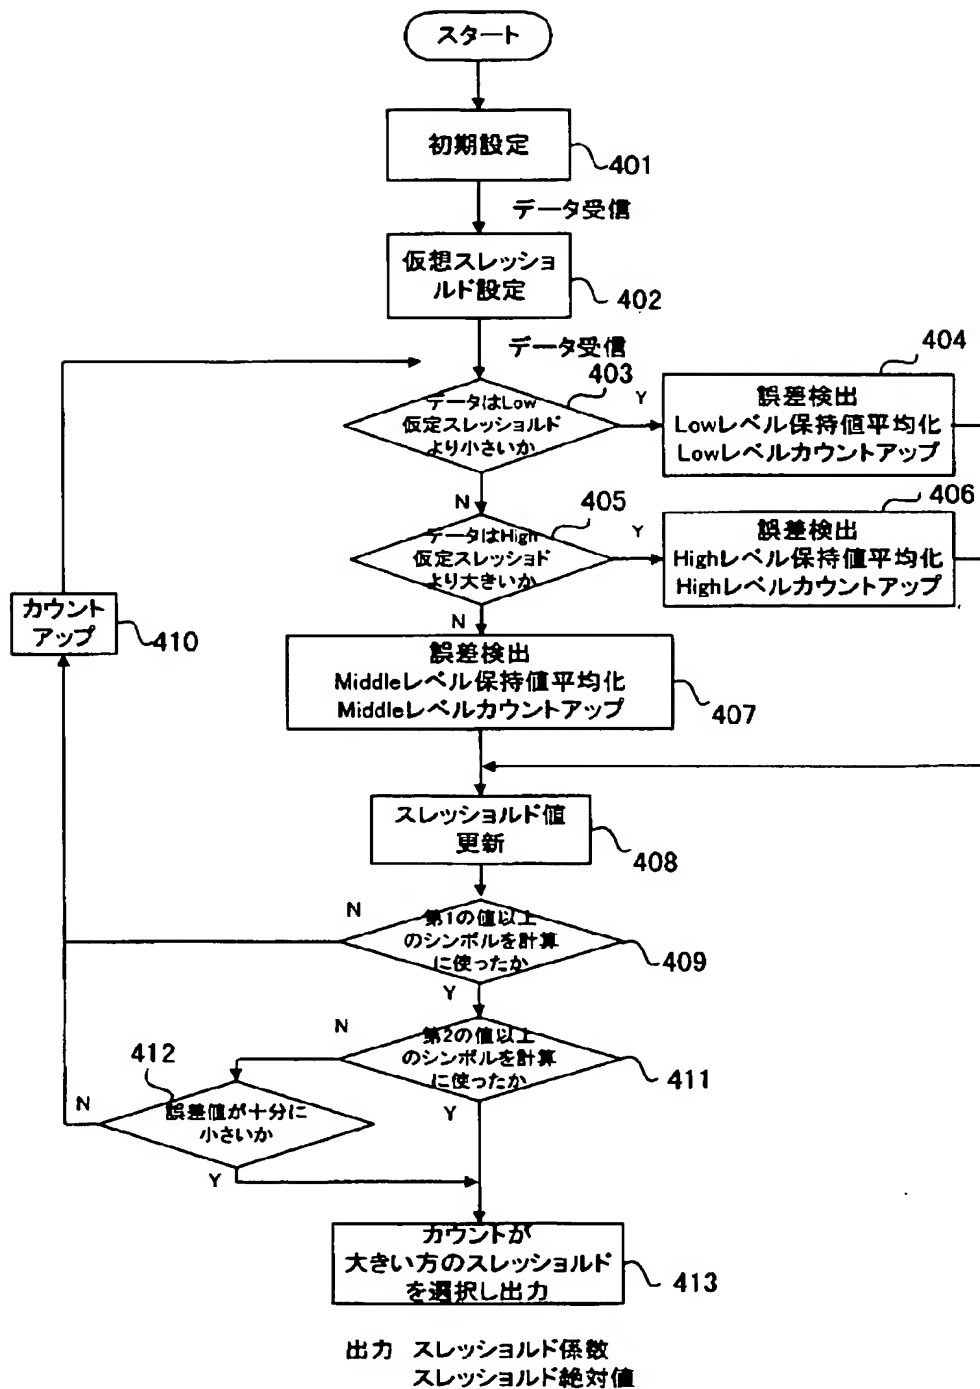 スタート
初期設定
401
データ受信
仮想スレッショ
ルド設定
402
データ受信
403
データはLow
仮定スレッショルド
より小さいか
Y
404
誤差検出
Lowレベル保持値平均化
Lowレベルカウントアップ
N
405
データはHigh
仮定スレッショド
より大きいか
Y
406
誤差検出
Highレベル保持値平均化
Highレベルカウントアップ
N
カウント
アップ
410
誤差検出
Middleレベル保持値平均化
Middleレベルカウントアップ
407
スレッショルド値
更新
408
N
第1の値以上
のシンボルを計算
に使ったか
409
Y
N
第2の値以上
のシンボルを計算
に使ったか
411
412
N
誤差値が十分に
小さいか
Y
Y
カウントが
大きい方のスレッショルド
を選択し出力
413
出力 スレッショルド係数
スレッショルド絶対値